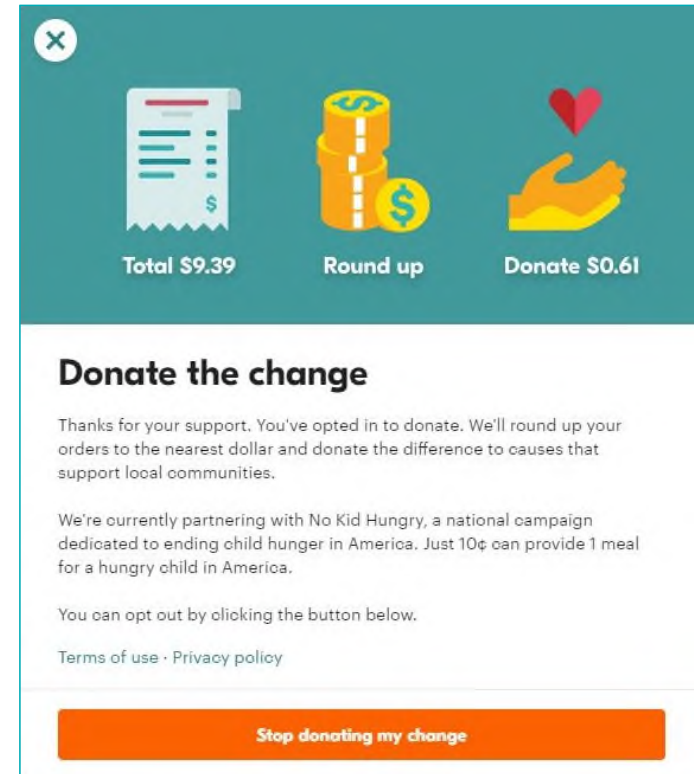 Total $9.39
Round up
Donate $0.61
Donate the change
Thanks for your support. You've opted in to donate. We'll round up your
orders to the nearest dollar and donate the difference to causes that
support local communities.
We're currently partnering with No Kid Hungry, a national campaign
dedicated to ending child hunger in America. Just 10¢ can provide 1 meal
for a hungry child in America.
You can opt out by clicking the button below.
Terms of use · Privacy policy
Stop donating my change